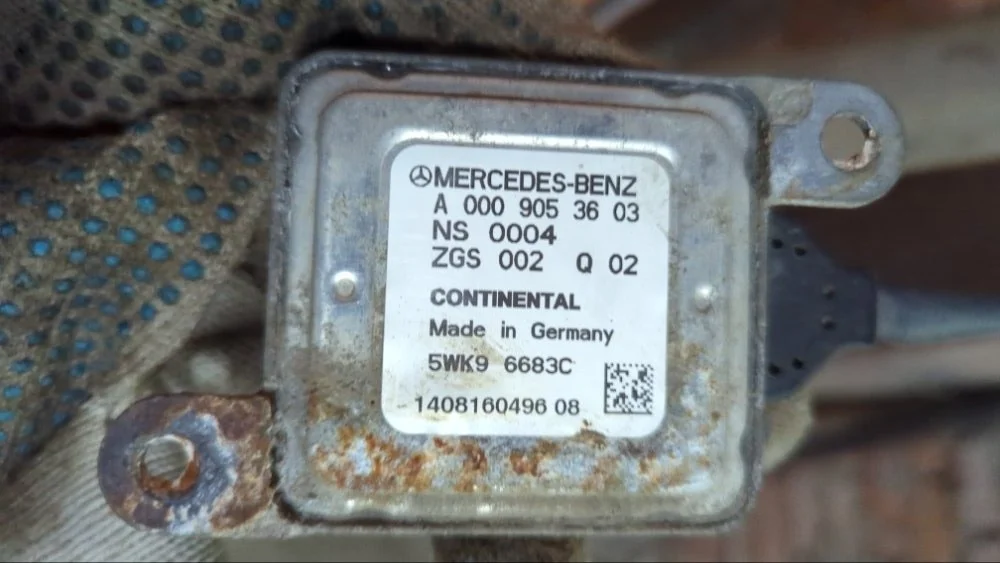 MERCEDES-BENZ
A 000 905 36 03
NS 0004
ZGS 002 Q 02
CONTINENTAL
Made in Germany
5WK9 6683C
1408160496 08